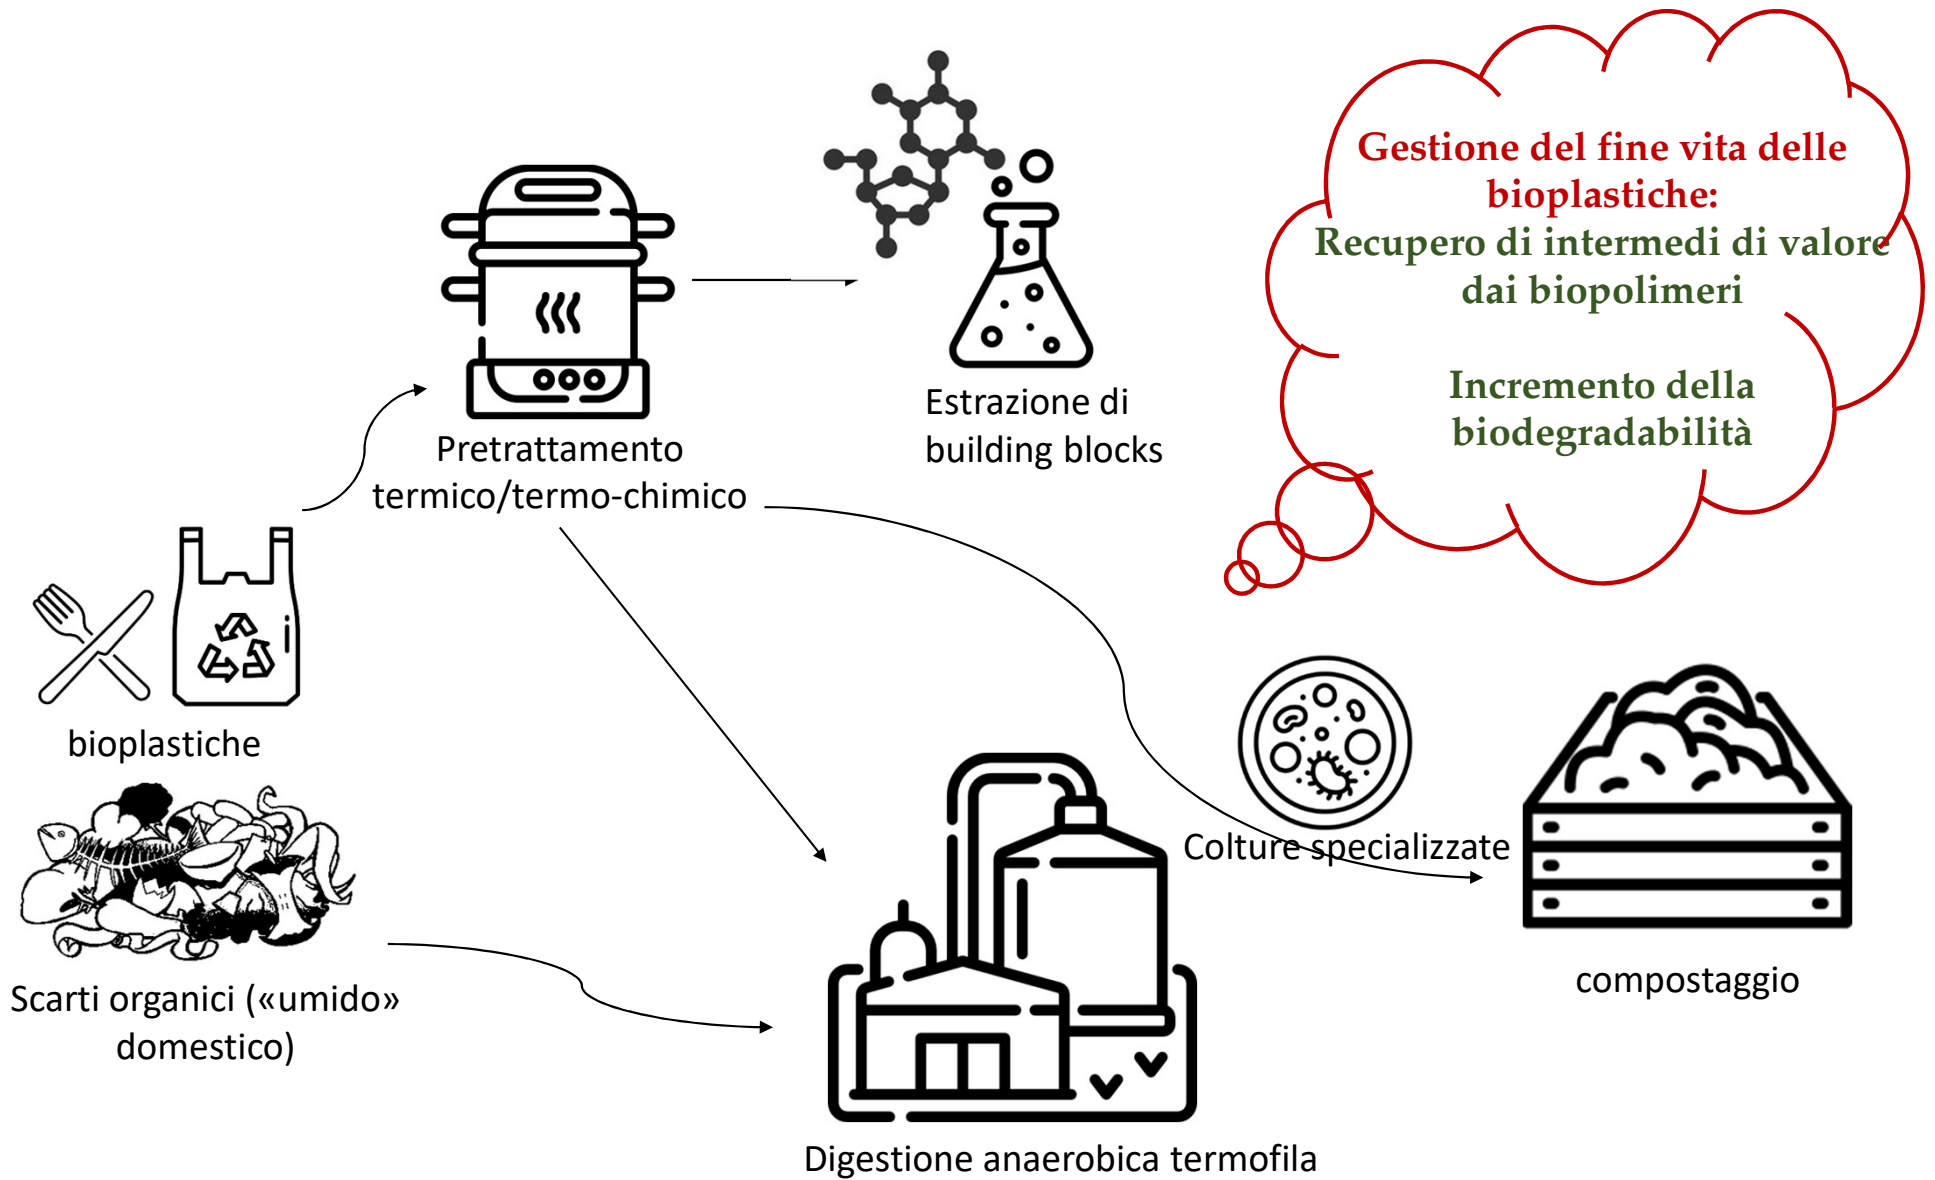 Gestione del fine vita delle
bioplastiche:
Recupero di intermedi di valore
dai biopolimeri
Incremento della
biodegradabilità
Estrazione di
building blocks
Pretrattamento
termico/termo-chimico
bioplastiche
Colture specializzate
compostaggio
Scarti organici («umido»
domestico)
Digestione anaerobica termofila